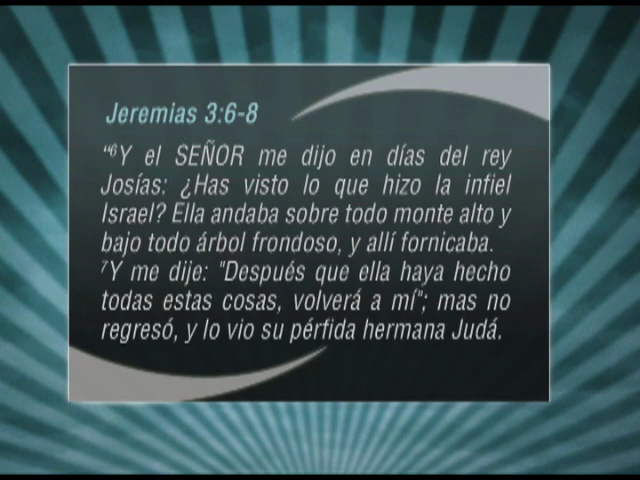 Jeremias 3:6-8
"⁶Y el SEÑOR me dijo en días del rey
Josías: ¿Has visto lo que hizo la infiel
Israel? Ella andaba sobre todo monte alto y
bajo todo árbol frondoso, y allí fornicaba.
⁷Y me dije: "Después que ella haya hecho
todas estas cosas, volverá a mí"; mas no
regresó, y lo vio su pérfida hermana Judá.